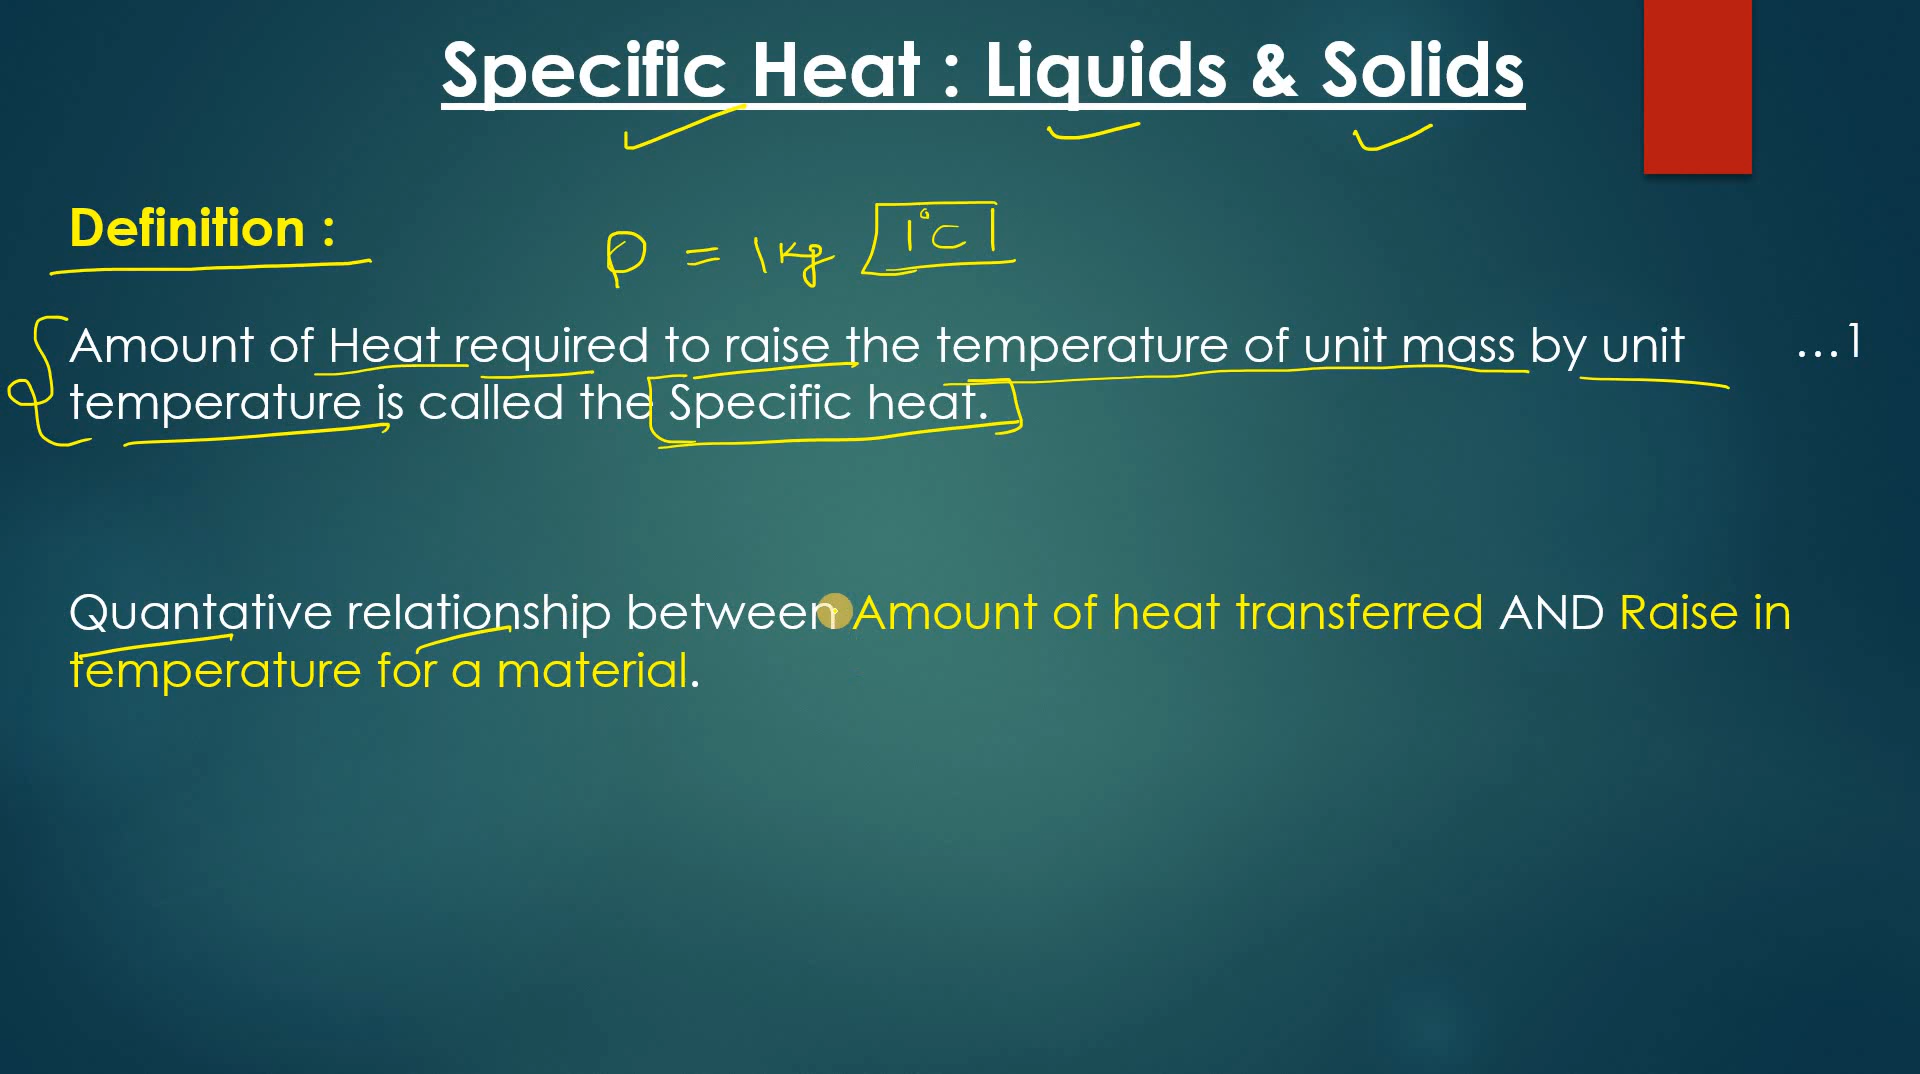 Specific Heat : Liquids & Solids
Definition :
P = 1 kg 1°C
Amount of Heat required to raise the temperature of unit mass by unit ...1
temperature is called the Specific heat.
Quantative relationship between Amount of heat transferred AND Raise in
temperature for a material.